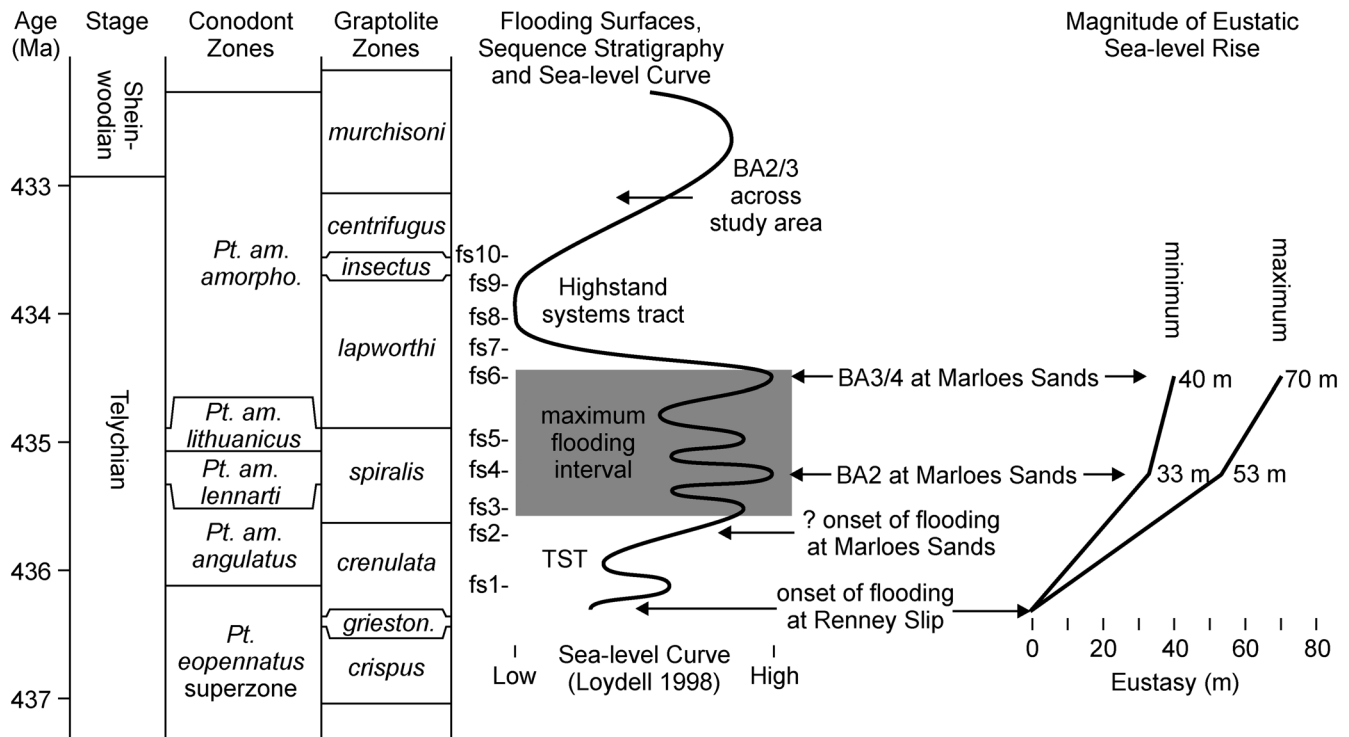 Age
(Ma)
Stage
Conodont
Zones
Graptolite
Zones
Flooding Surfaces,
Sequence Stratigraphy
and Sea-level Curve
Magnitude of Eustatic
Sea-level Rise
433
434
435
436
437
Shein-
woodian
Telychian
Pt. am.
amorpho.
Pt. am.
lithuanicus
Pt. am.
lennarti
Pt. am.
angulatus
Pt.
eopennatus
superzone
murchisoni
centrifugus
insectus
lapworthi
spiralis
crenulata
grieston.
crispus
fs10-
fs9-
fs8-
fs7-
fs6-
fs5-
fs4-
fs3-
fs2-
fs1-
BA2/3
across
study area
Highstand
systems tract
maximum
flooding
interval
TST
BA3/4 at Marloes Sands
BA2 at Marloes Sands
? onset of flooding
at Marloes Sands
onset of flooding
at Renney Slip
Low
Sea-level Curve
(Loydell 1998)
High
minimum
maximum
40 m
70 m
33 m
53 m
0
20
40
60
80
Eustasy (m)